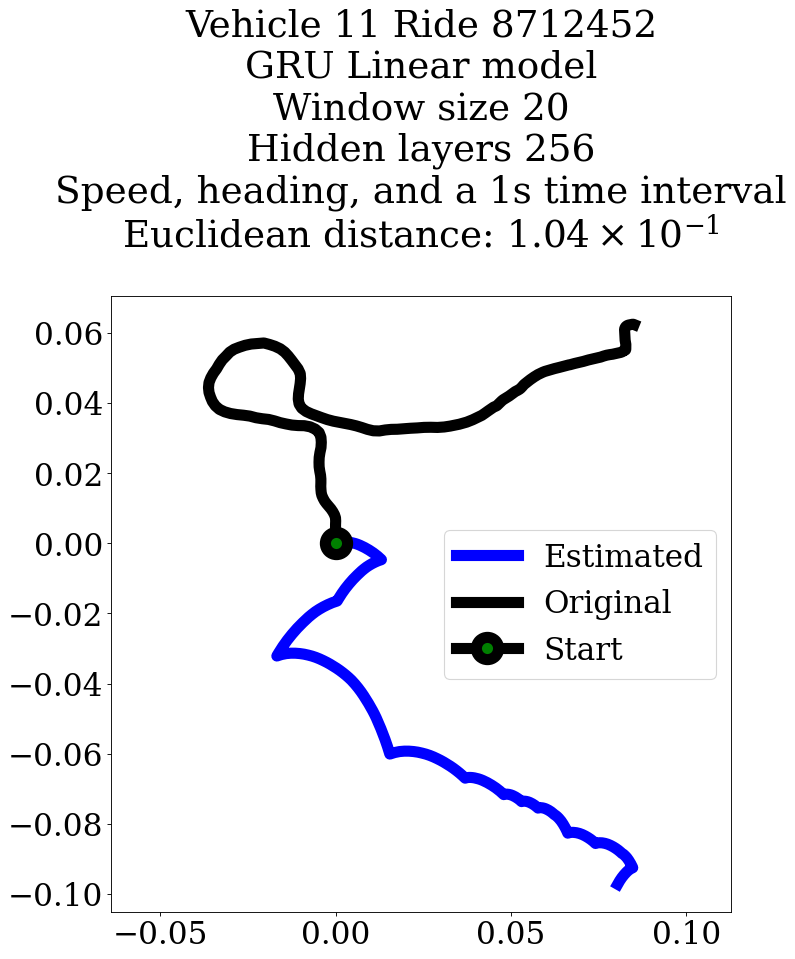 Vehicle 11 Ride 8712452
GRU Linear model
Window size 20
Hidden layers 256
Speed, heading, and a 1s time interval
Euclidean distance: 1.04 × 10⁻¹
0.06
0.04
0.02
0.00
−0.02
−0.04
−0.06
−0.08
−0.10
Estimated
Original
Start
−0.05 0.00 0.05 0.10